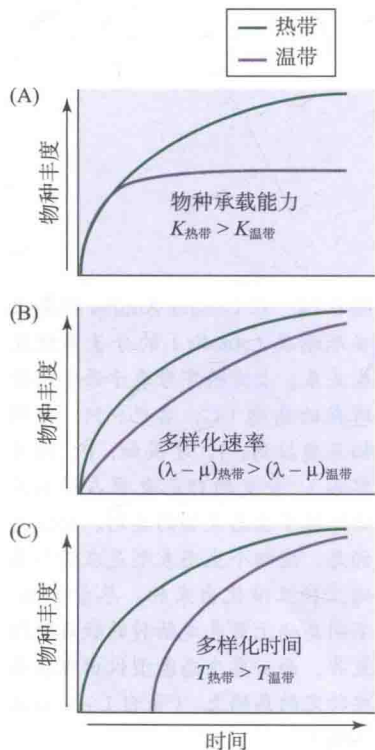 热带
温带
(A)
物种丰度
物种承载能力
K热带 > K温带
(B)
物种丰度
多样化速率
(λ − μ)热带 > (λ − μ)温带
(C)
物种丰度
多样化时间
T热带 > T温带
时间